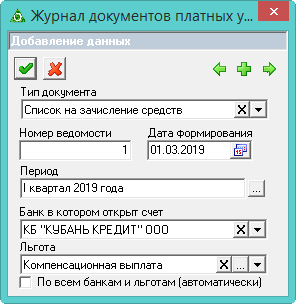 Журнал документов платных у...
Добавление данных
Тип документа
Список на зачисление средств
Номер ведомости Дата Формирования
1 01.03.2019
Период
I квартал 2019 года
Банк в котором открыт счет
КБ "КУБАНЬ КРЕДИТ" ООО
Льгота
Компенсационная выплата
По всем банкам и льготам (автоматически)